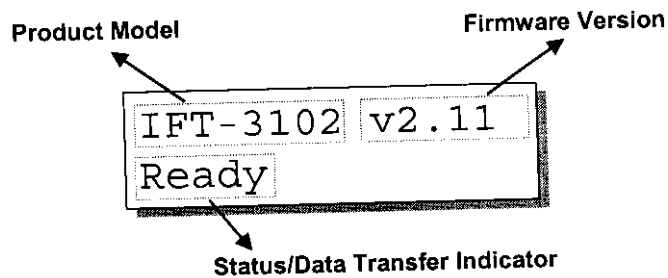 Product Model
Firmware Version
IFT-3102 v2.11
Ready
Status/Data Transfer Indicator